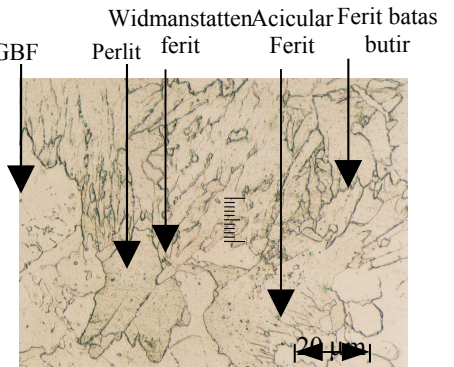 GBF
Perlit
Widmanstatten
ferit
Acicular
Ferit
Ferit batas
butir
20 µm